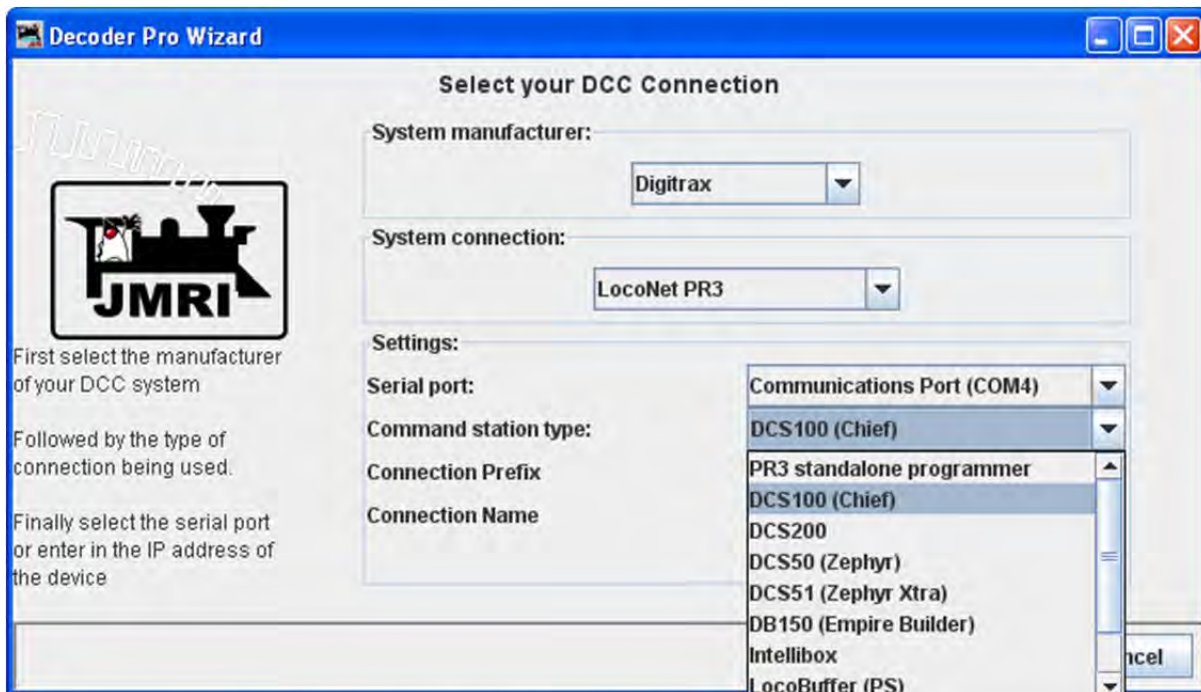 Decoder Pro Wizard
Select your DCC Connection
System manufacturer:
Digitrax
System connection:
LocoNet PR3
JMRI
First select the manufacturer
of your DCC system
Followed by the type of
connection being used.
Finally select the serial port
or enter in the IP address of
the device
Settings:
Serial port:
Communications Port (COM4)
Command station type:
DCS100 (Chief)
Connection Prefix
Connection Name
PR3 standalone programmer
DCS100 (Chief)
DCS200
DCS50 (Zephyr)
DCS51 (Zephyr Xtra)
DB150 (Empire Builder)
Intellibox
LocoBuffer (PS)
ncel